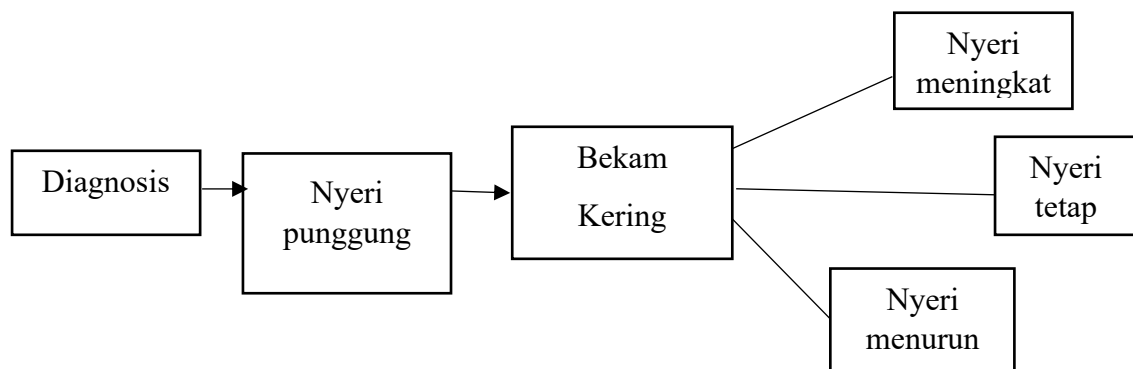 Diagnosis
Nyeri
punggung
Bekam
Kering
Nyeri
meningkat
Nyeri
tetap
Nyeri
menurun